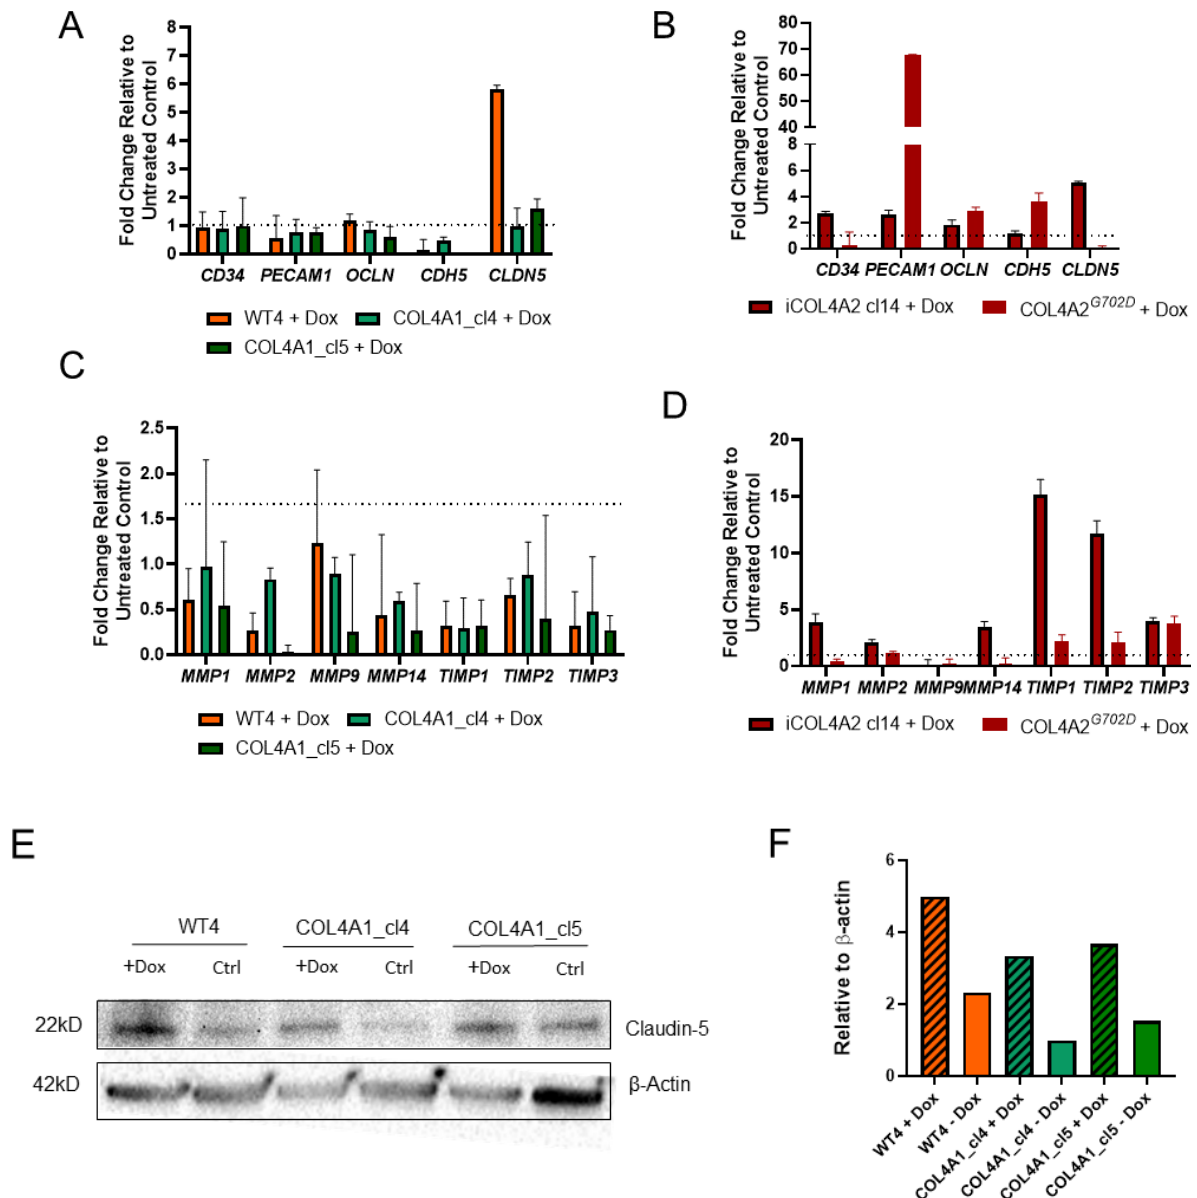 A
Fold Change Relative to
Untreated Control
8
7
6
5
4
3
2
1
0
CD34 PECAM1 OCLN CDH5 CLDN5
WT4 + Dox COL4A1_cl4 + Dox
COL4A1_cl5 + Dox
B
Fold Change Relative to
Untreated Control
80
70
60
50
40
8
6
4
2
0
CD34 PECAM1 OCLN CDH5 CLDN5
iCOL4A2 cl14 + Dox COL4A2G702D + Dox
C
Fold Change Relative to
Untreated Control
2.5
2.0
1.5
1.0
0.5
0.0
MMP1 MMP2 MMP9 MMP14 TIMP1 TIMP2 TIMP3
WT4 + Dox COL4A1_cl4 + Dox
COL4A1_cl5 + Dox
D
Fold Change Relative to
Untreated Control
20
15
10
5
0
MMP1 MMP2 MMP9MMP14 TIMP1 TIMP2 TIMP3
iCOL4A2 cl14 + Dox COL4A2G702D + Dox
E
WT4 COL4A1_cl4 COL4A1_cl5
+Dox Ctrl +Dox Ctrl +Dox Ctrl
22kD Claudin-5
42kD β-Actin
F
Relative to β-actin
6
4
2
0
WT4 + Dox
WT4 - Dox
COL4A1_cl4 + Dox
COL4A1_cl4 - Dox
COL4A1_cl5 + Dox
COL4A1_cl5 - Dox